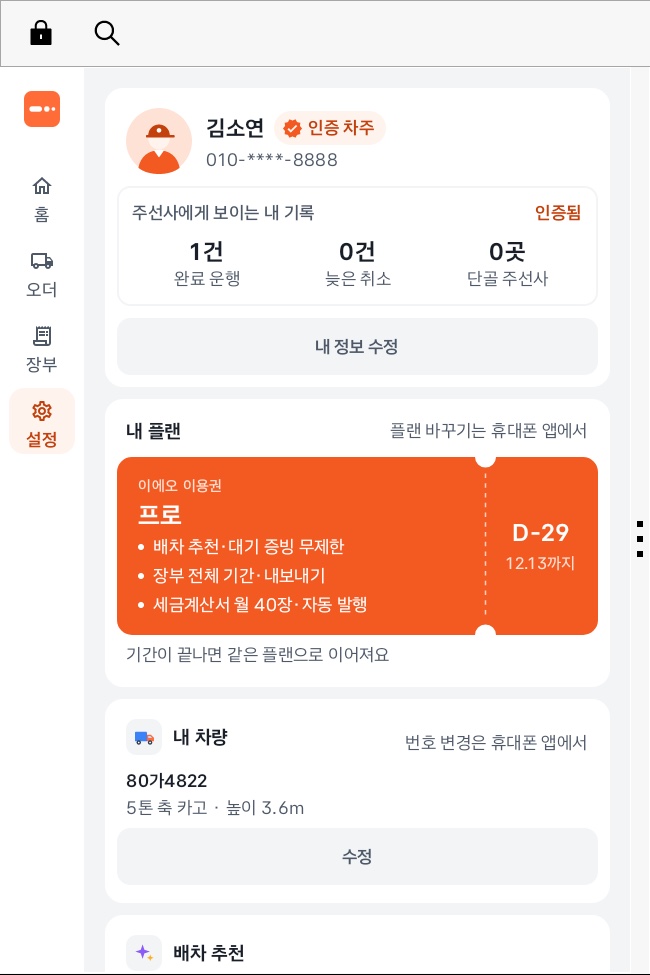 김소연
인증 차주
010-****-8888
주선사에게 보이는 내 기록
인증됨
1건
0건
0곳
완료 운행
늦은 취소
단골 주선사
내 정보 수정
홈
오더
장부
설정
내 플랜
플랜 바꾸기는 휴대폰 앱에서
이에오 이용권
프로
• 배차 추천·대기 증빙 무제한
• 장부 전체 기간·내보내기
• 세금계산서 월 40장·자동 발행
D-29
12.13까지
기간이 끝나면 같은 플랜으로 이어져요
내 차량
번호 변경은 휴대폰 앱에서
80가4822
5톤 축 카고 · 높이 3.6m
수정
배차 추천